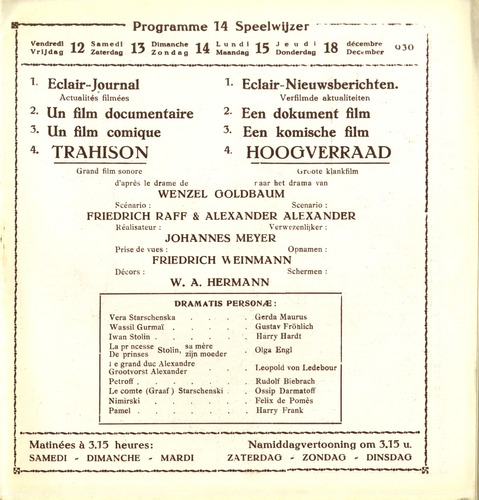 Programme 14 Speelwijzer
Vendredi Vrijdag 12 Samedi Zaterdag 13 Dimanche Zondag 14 Lundi Maandag 15 Jeudi Donderdag 18 décembre December 930
1. Eclair-Journal
Actualités filmées
2. Un film documentaire
3. Un film comique
4. TRAHISON
Grand film sonore
1. Eclair-Nieuwsberichten.
Verfilmde aktualiteiten
2. Een dokument film
3. Een komische film
4. HOOGVERRAAD
Groote klankfilm
d'après le drame de naar het drama van
WENZEL GOLDBAUM
Scénario : Scenario :
FRIEDRICH RAFF & ALEXANDER ALEXANDER
Réalisateur : Verwezenlijker :
JOHANNES MEYER
Prise de vues : Opnamen :
FRIEDRICH WEINMANN
Décors : Schermen :
W. A. HERMANN
DRAMATIS PERSONÆ :
Vera Starschenska . . . . Gerda Maurus
Wassil Gurmaï . . . . . Gustav Frönlich
Iwan Stolin . . . . . Harry Hardt
La princesse Stolin, sa mère
De prinses zijn moeder . Olga Engl
Le grand duc Alexandre
Grootvorst Alexander . . . Leopold von Ledebour
Petroff . . . . . . Rudolf Biebrach
Le comte (Graaf) Starschenski . Ossip Darmatoff
Nimirski . . . . . Felix de Pomès
Pamel . . . . . . Harry Frank
Matinées à 3.15 heures :
SAMEDI - DIMANCHE - MARDI
Namiddagvertooning om 3.15 u.
ZATERDAG - ZONDAG - DINSDAG